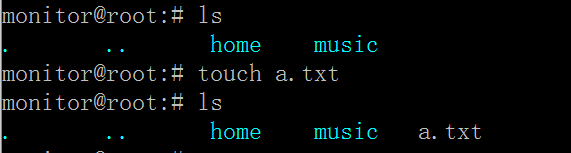 monitor@root:# ls
. .. home music
monitor@root:# touch a.txt
monitor@root:# ls
. .. home music a.txt